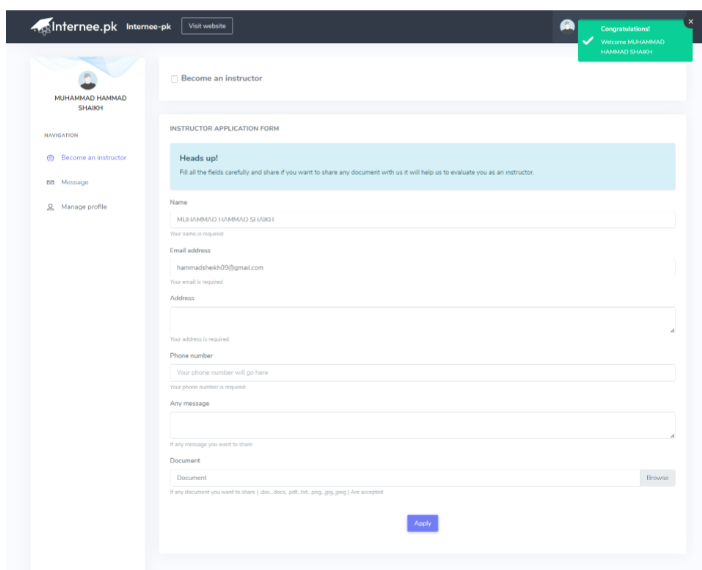 Internee.pk
Internee-pk
Visit website
Congratulations!
Welcome MUHAMMAD
HAMMAD SHAIKH
MUHAMMAD HAMMAD
SHAIKH
NAVIGATION
Become an instructor
Message
Manage profile
Become an instructor
INSTRUCTOR APPLICATION FORM
Heads up!
Fill all the fields carefully and share if you want to share any document with us it will help us to evaluate you as an instructor.
Name
MUHAMMAD HAMMAD SHAIKH
Your name is required
Email address
hammadsheikh09@gmail.com
Your email is required
Address
Your address is required
Phone number
Your phone number will go here
Your phone number is required
Any message
If any message you want to share
Document
Document
Browse
If any document you want to share ( .doc, .docs, .pdf, .txt, .png, .jpg, .jpeg ) Are accepted
Apply